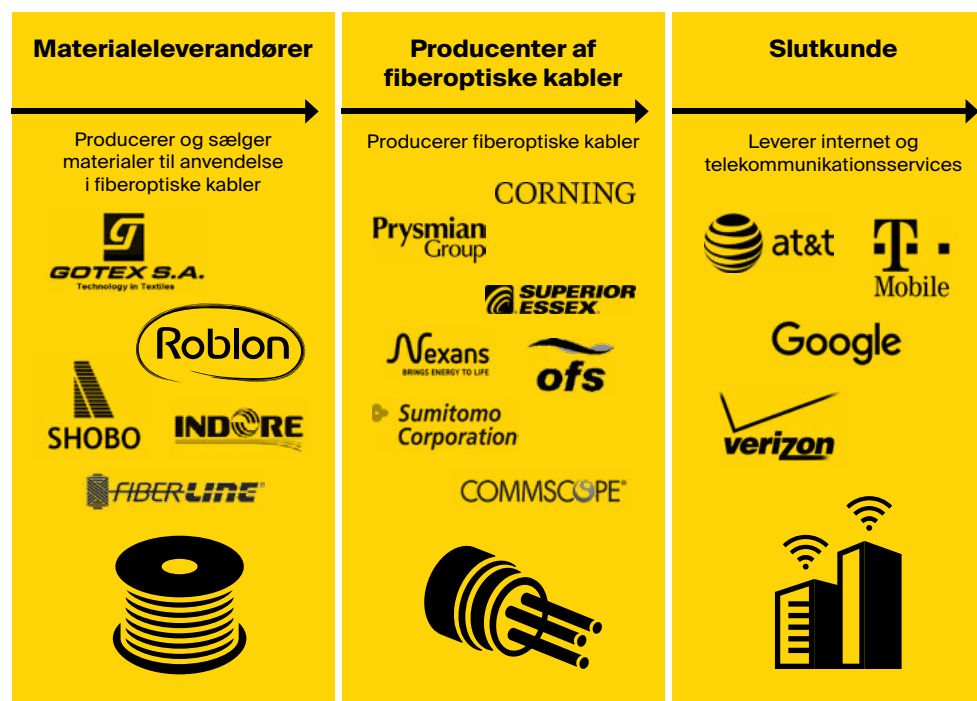 Materialeleverandører
Producerer og sælger
materialer til anvendelse
i fiberoptiske kabler
GOTEX S.A.
Technology in Textiles
Roblon
SHOBO
INDORE
FIBER-LINE®
Producenter af
fiberoptiske kabler
Producerer fiberoptiske kabler
CORNING
Prysmian
Group
SUPERIOR
ESSEX
Nexans
BRINGS ENERGY TO LIFE
ofs
Sumitomo
Corporation
COMMSCOPE®
Slutkunde
Leverer internet og
telekommunikationsservices
at&t
T
Mobile
Google
verizon